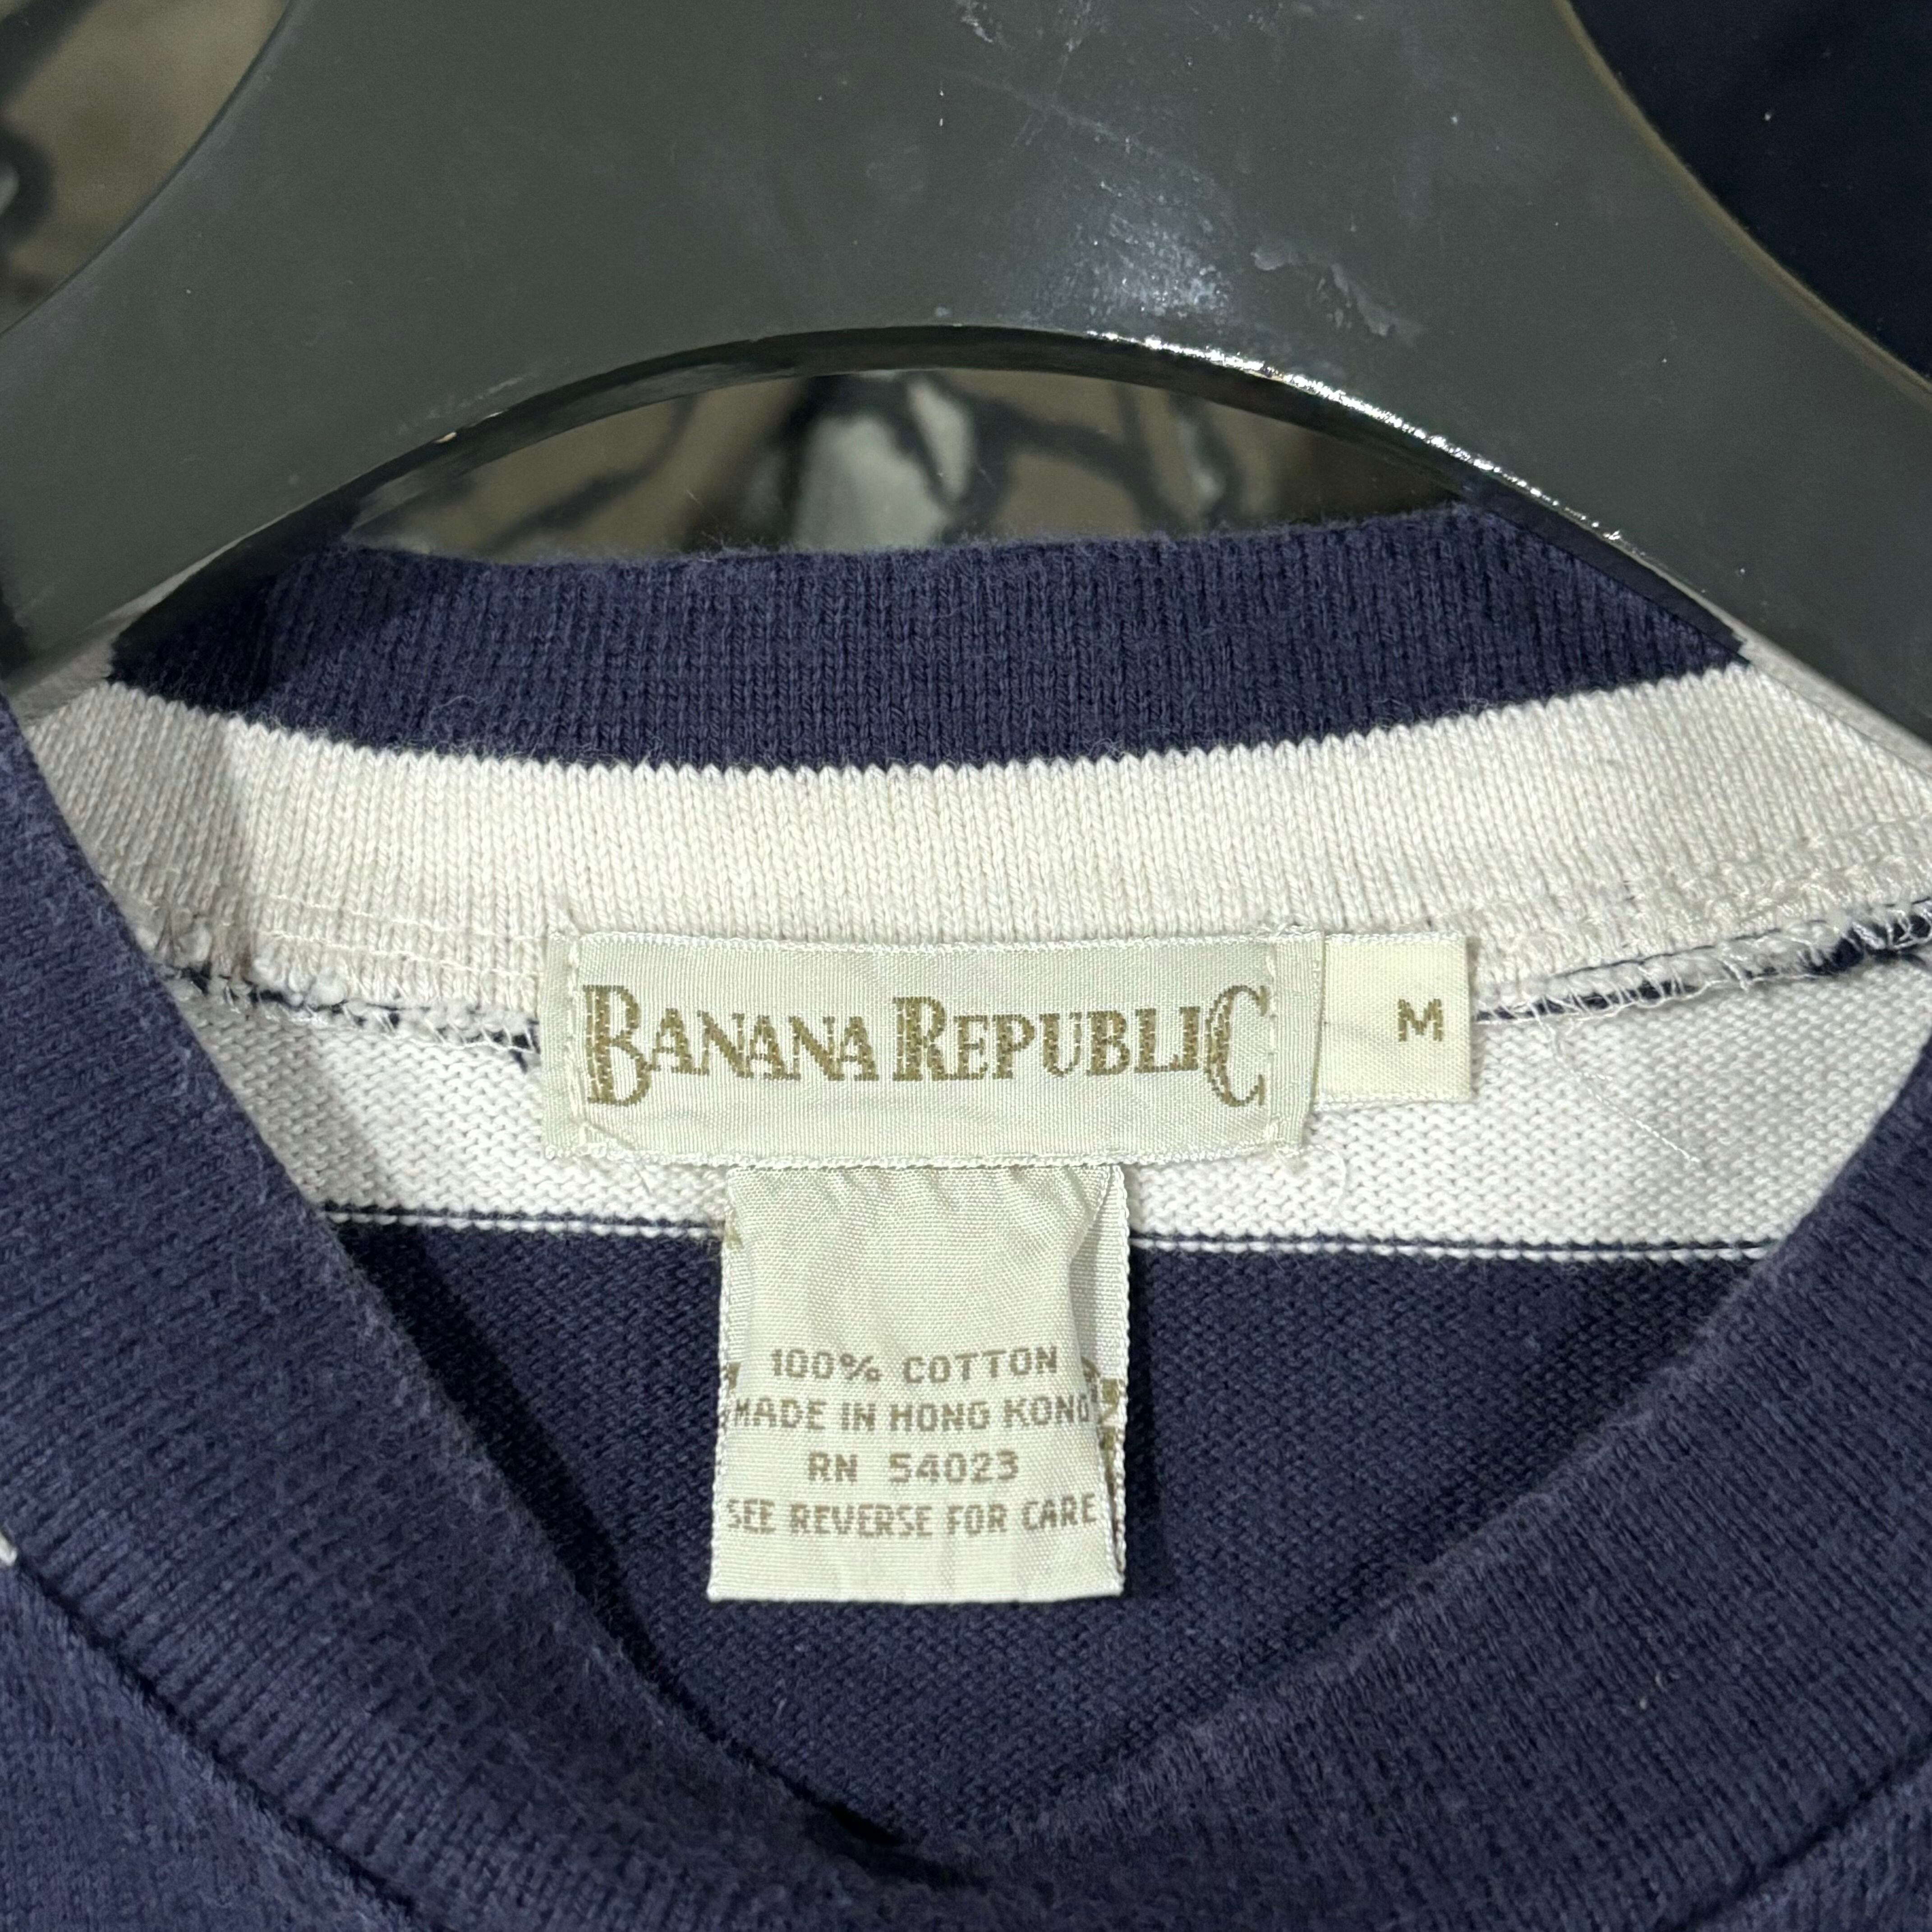 BANANA REPUBLIC
M
100% COTTON
MADE IN HONG KONG
RN 54023
SEE REVERSE FOR CARE